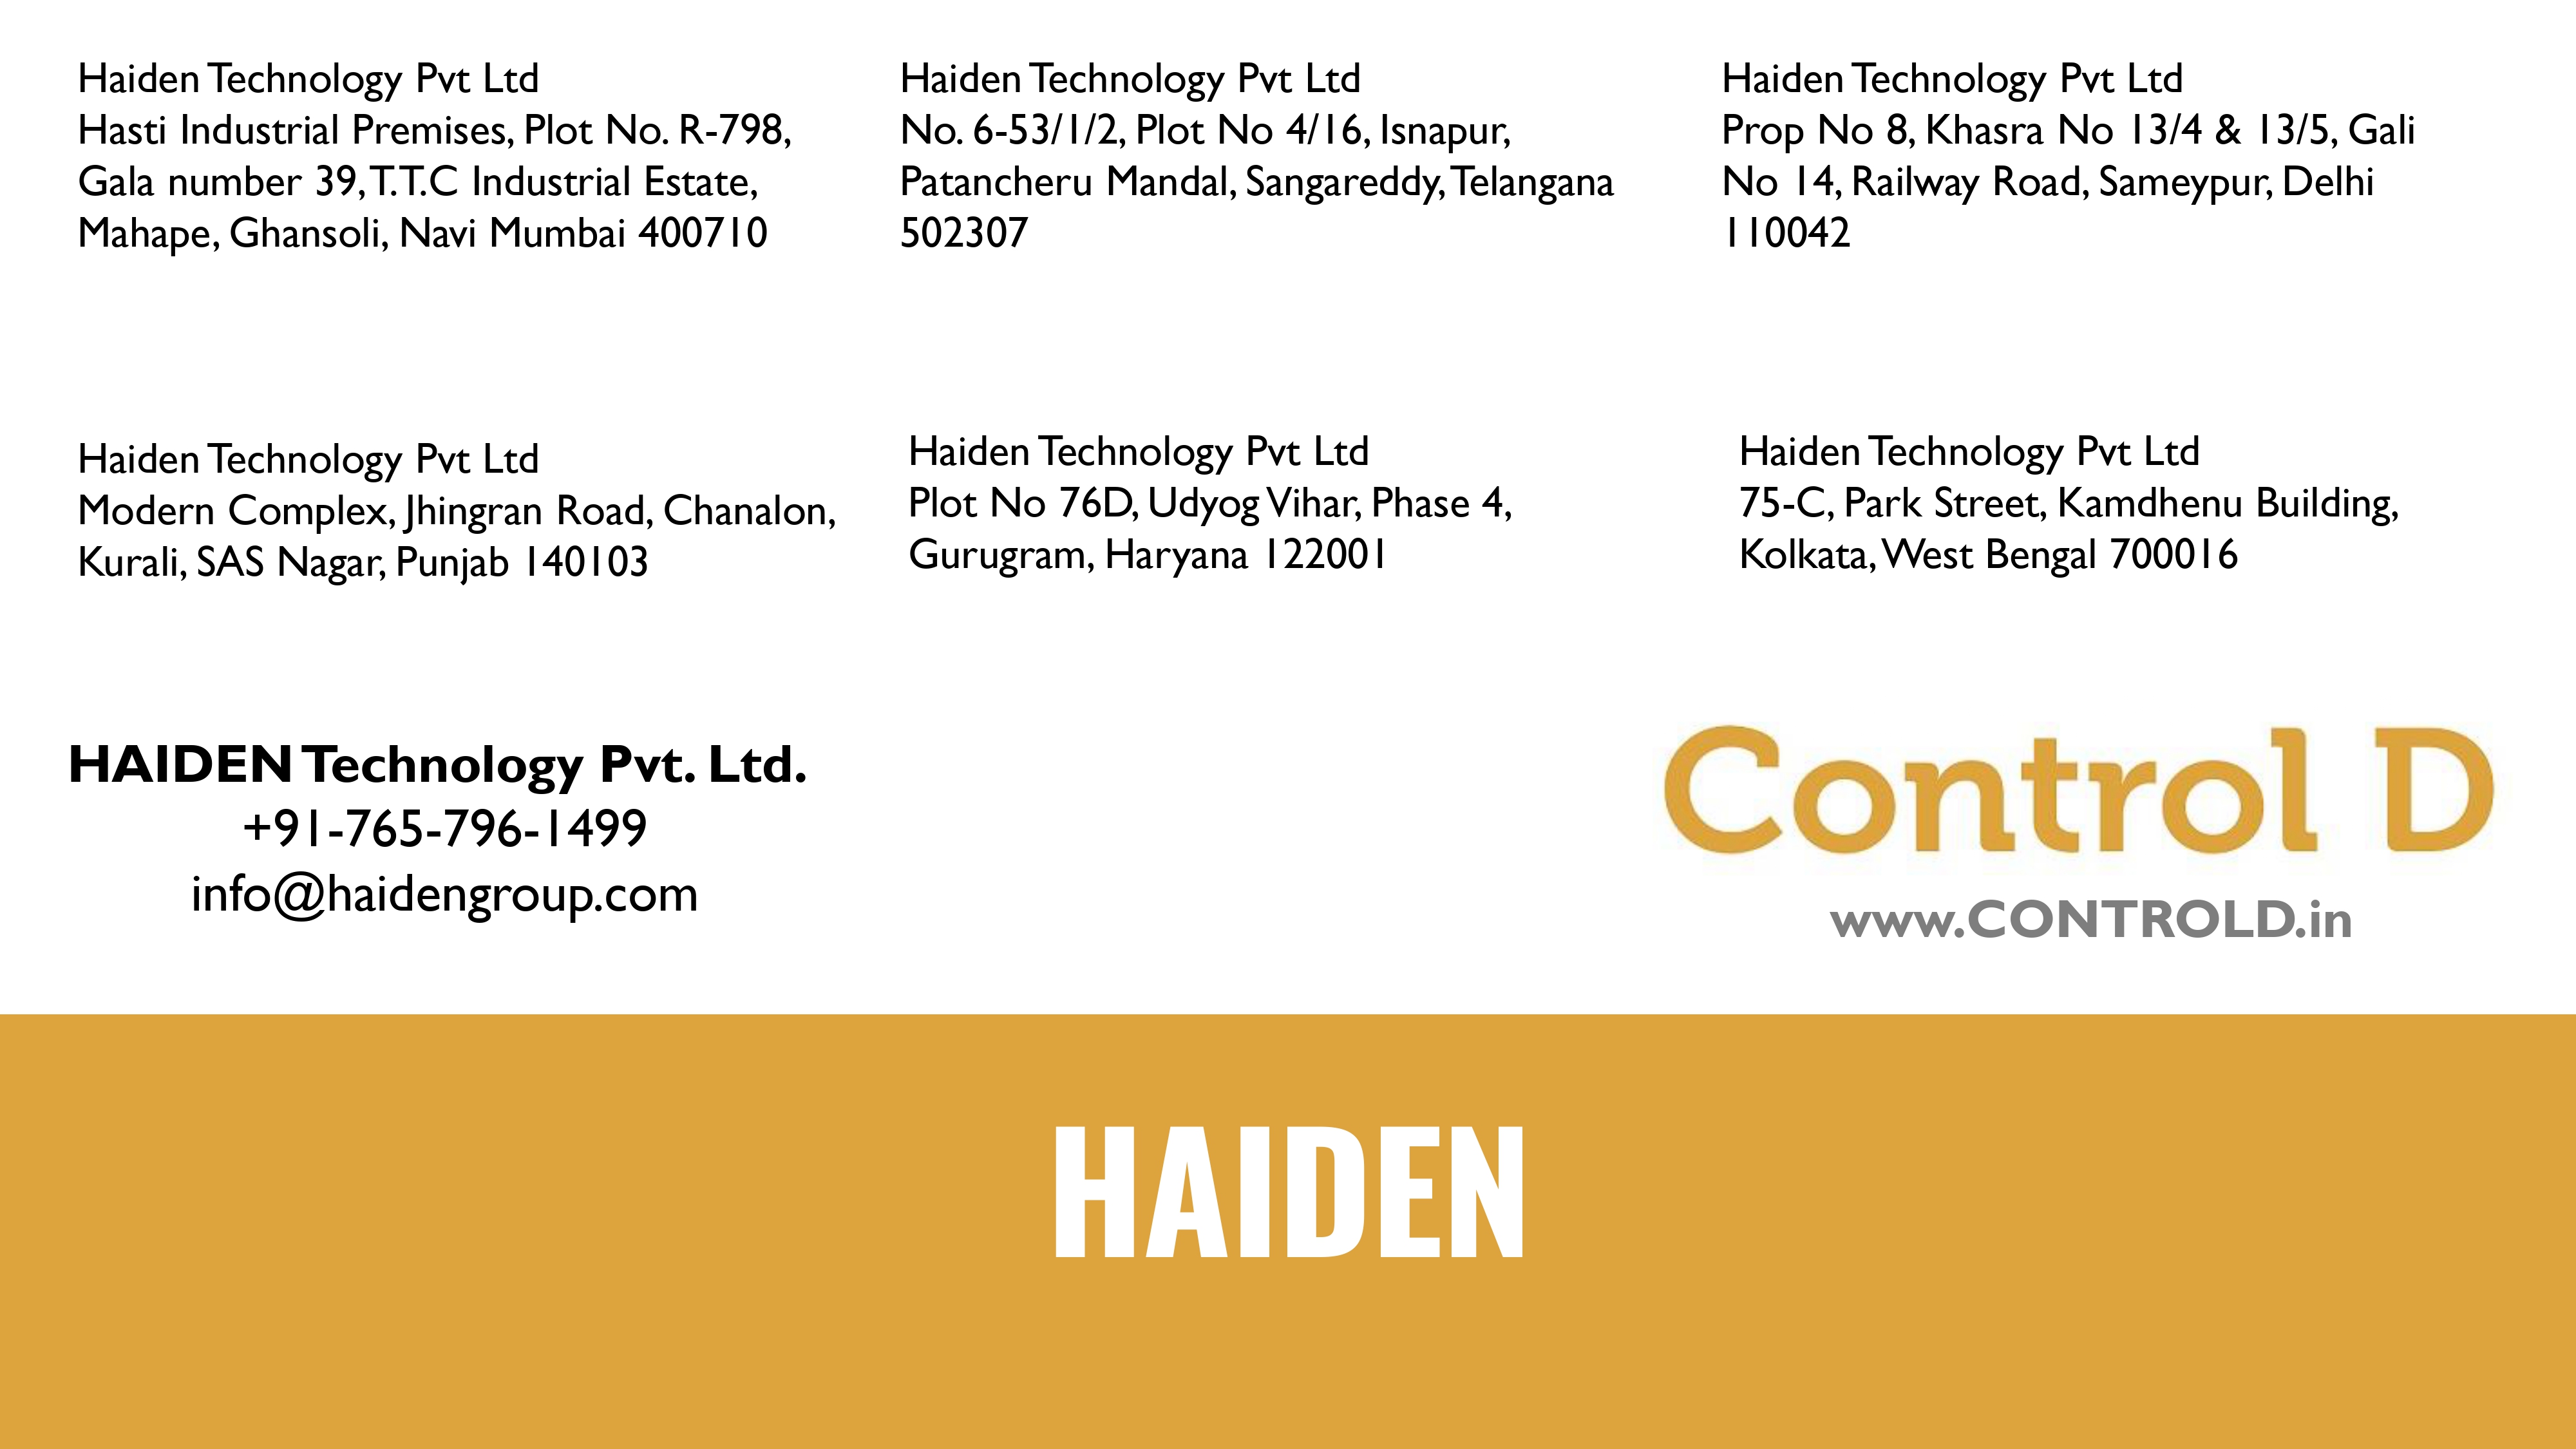 Haiden Technology Pvt Ltd
Hasti Industrial Premises, Plot No. R-798,
Gala number 39, T.T.C Industrial Estate,
Mahape, Ghansoli, Navi Mumbai 400710
Haiden Technology Pvt Ltd
No. 6-53/1/2, Plot No 4/16, Isnapur,
Patancheru Mandal, Sangareddy, Telangana
502307
Haiden Technology Pvt Ltd
Prop No 8, Khasra No 13/4 & 13/5, Gali
No 14, Railway Road, Sameypur, Delhi
110042
Haiden Technology Pvt Ltd
Modern Complex, Jhingran Road, Chanalon,
Kurali, SAS Nagar, Punjab 140103
Haiden Technology Pvt Ltd
Plot No 76D, Udyog Vihar, Phase 4,
Gurugram, Haryana 122001
Haiden Technology Pvt Ltd
75-C, Park Street, Kamdhenu Building,
Kolkata, West Bengal 700016
HAIDEN Technology Pvt. Ltd.
+91-765-796-1499
info@haidengroup.com
Control D
www.CONTROLD.in
HAIDEN